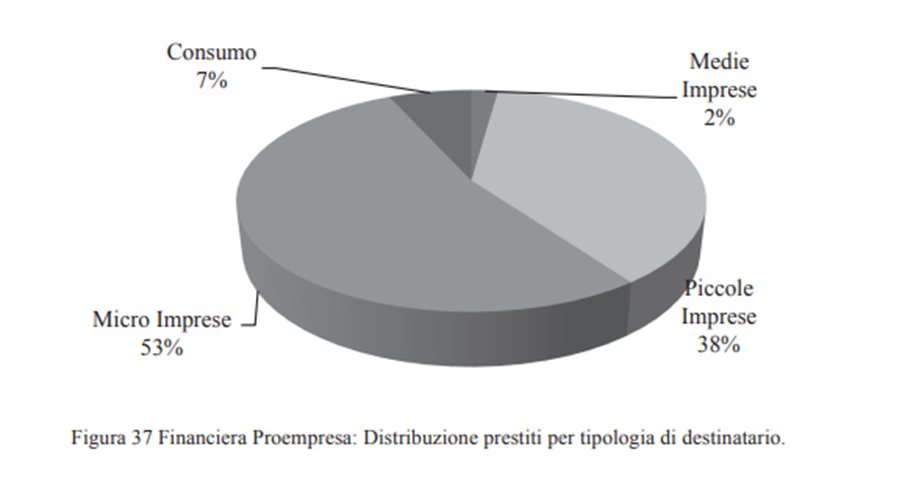 Consumo
7%
Medie
Imprese
2%
Piccole
Imprese
38%
Micro Imprese
53%
Figura 37 Financiera Proempresa: Distribuzione prestiti per tipologia di destinatario.